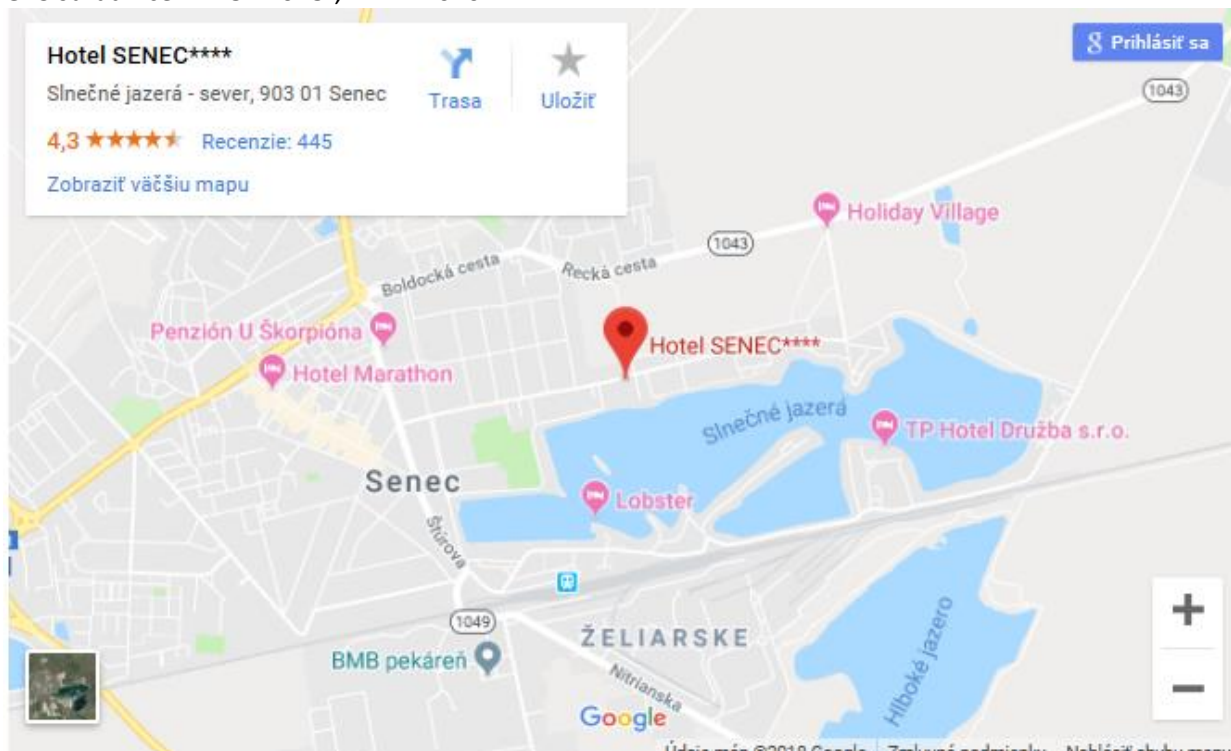 Hotel SENEC****
Slnečné jazerá - sever, 903 01 Senec
4,3
Recenzie: 445
Zobraziť väčšiu mapu
Trasa
Uložiť
8 Prihlásiť sa
1043
Holiday Village
1043
Boldocká cesta
Recká cesta
Penzión U Škorpióna
Hotel SENEC****
Hotel Marathon
Slnečné jazerá
TP Hotel Družba s.r.o.
Senec
Lobster
Štúrova
1049
ŽELIARSKE
BMB pekáreň
Nitrianska
Hlboké jazero
Google
+
−